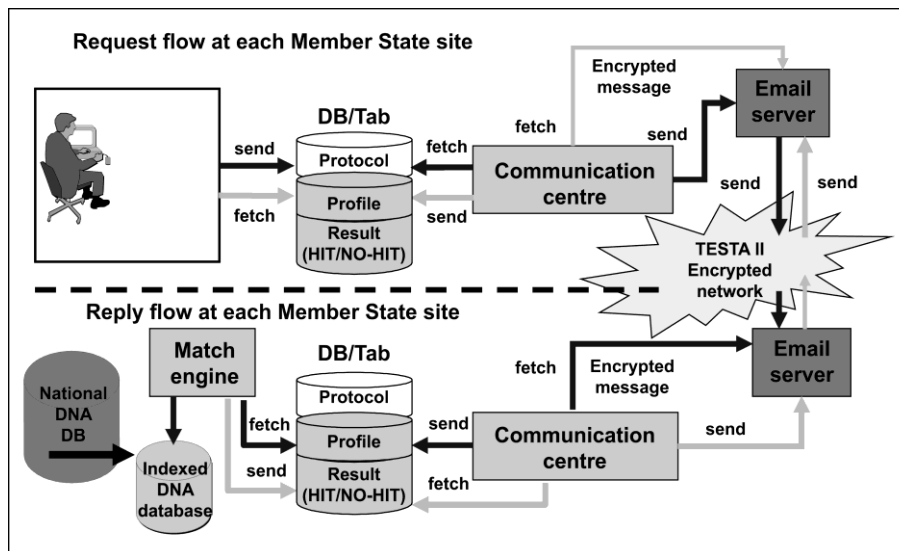 Request flow at each Member State site
Encrypted
message
Email
server
DB/Tab
fetch
send
Protocol
fetch
send
Communication
centre
Profile
fetch
send
send
send
Result
(HIT/NO-HIT)
TESTA II
Encrypted
network
Reply flow at each Member State site
Match
engine
DB/Tab
fetch
Encrypted
message
Email
server
National
DNA
DB
Protocol
fetch
send
Profile
Communication
centre
send
Indexed
DNA
database
send
Result
(HIT/NO-HIT)
fetch